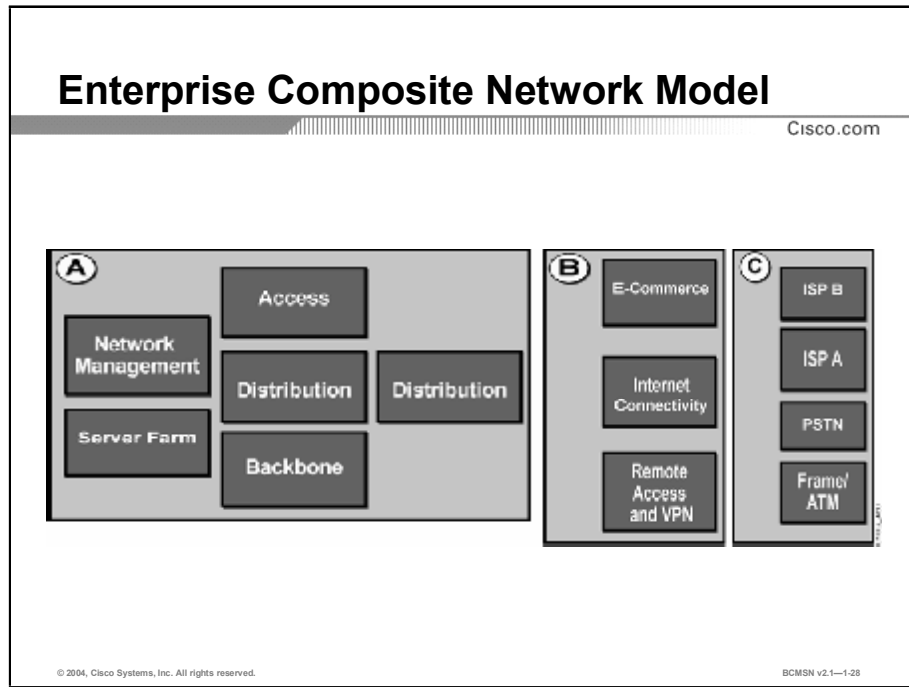 Enterprise Composite Network Model
Cisco.com
A
Network
Management
Server Farm
Access
Distribution
Backbone
Distribution
B
E-Commerce
Internet
Connectivity
Remote
Access
and VPN
C
ISP B
ISP A
PSTN
Frame/
ATM
© 2004, Cisco Systems, Inc. All rights reserved.
BCMSN v2.1—1-28